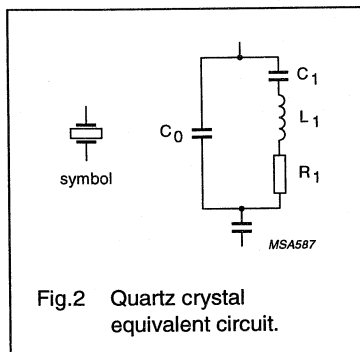 C1
L1
C0
R1
symbol
MSA587
Fig.2 Quartz crystal
equivalent circuit.